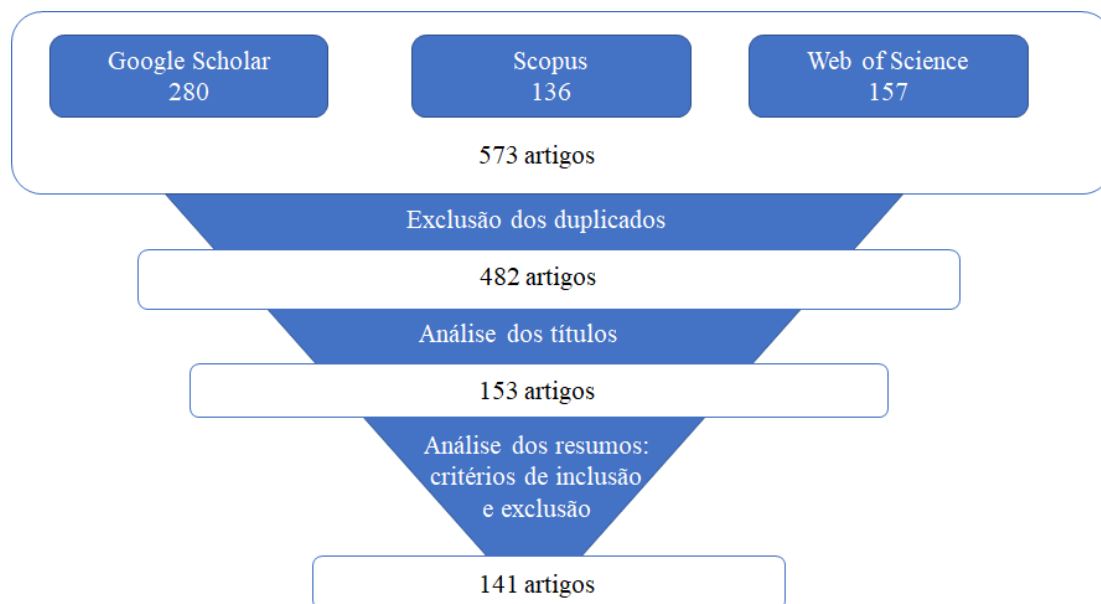 Google Scholar
280
Scopus
136
Web of Science
157
573 artigos
Exclusão dos duplicados
482 artigos
Análise dos títulos
153 artigos
Análise dos resumos:
critérios de inclusão
e exclusão
141 artigos